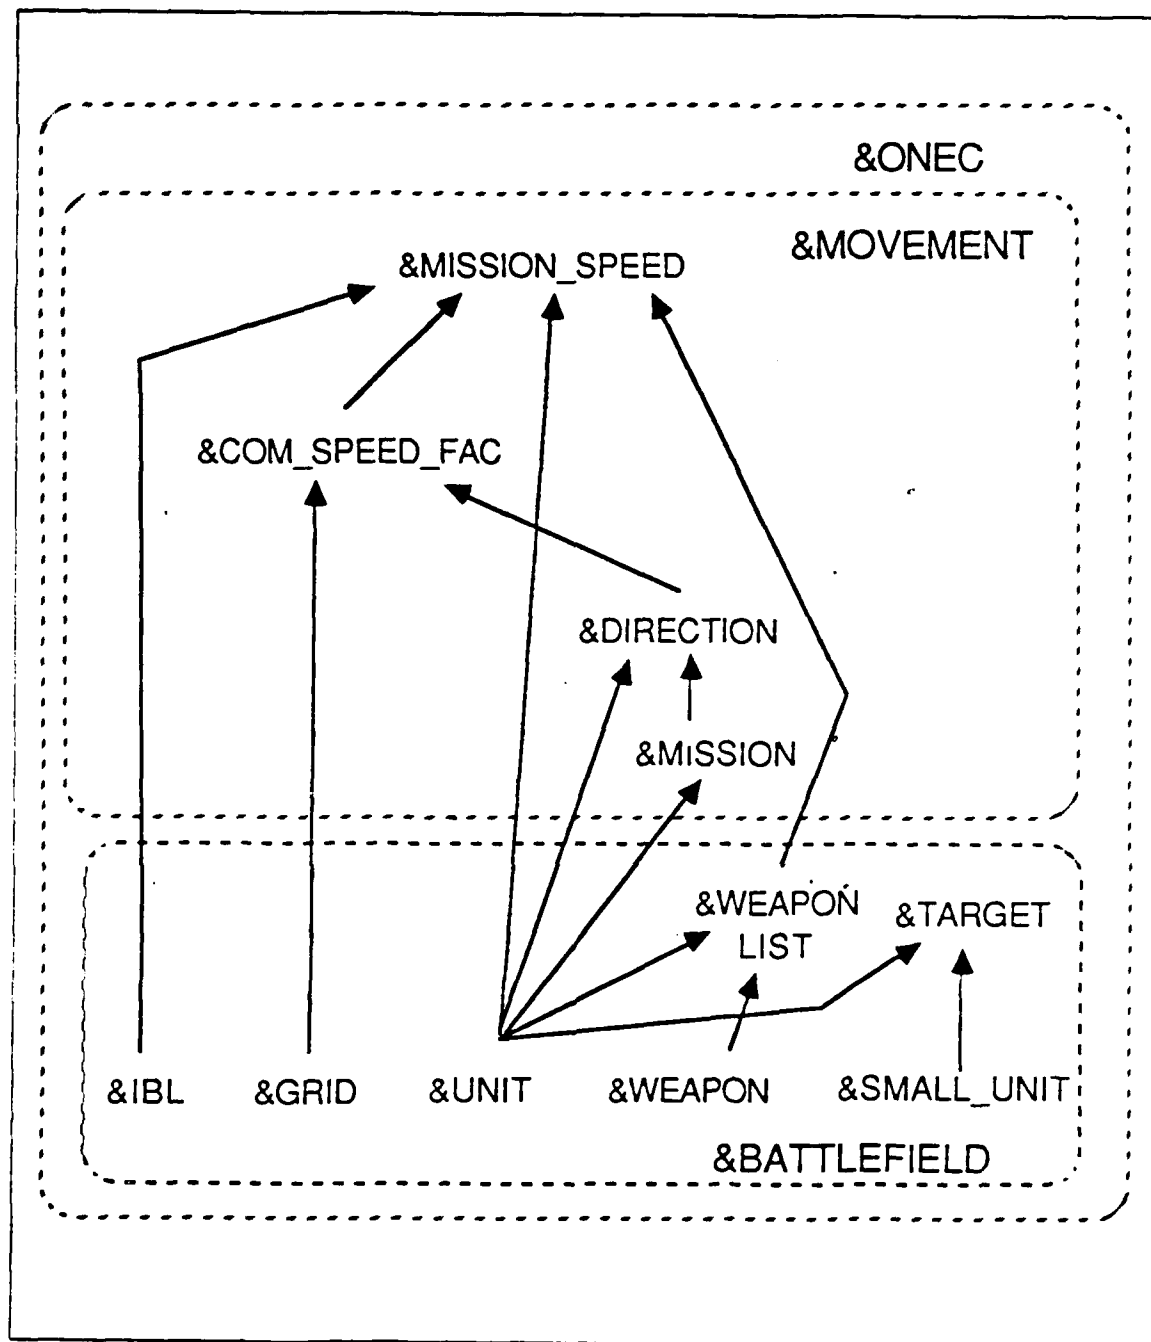 &ONEC
&MOVEMENT
&MISSION_SPEED
&COM_SPEED_FAC
&DIRECTION
&MISSION
&WEAPON
LIST
&TARGET
&IBL
&GRID
&UNIT
&WEAPON
&SMALL_UNIT
&BATTLEFIELD